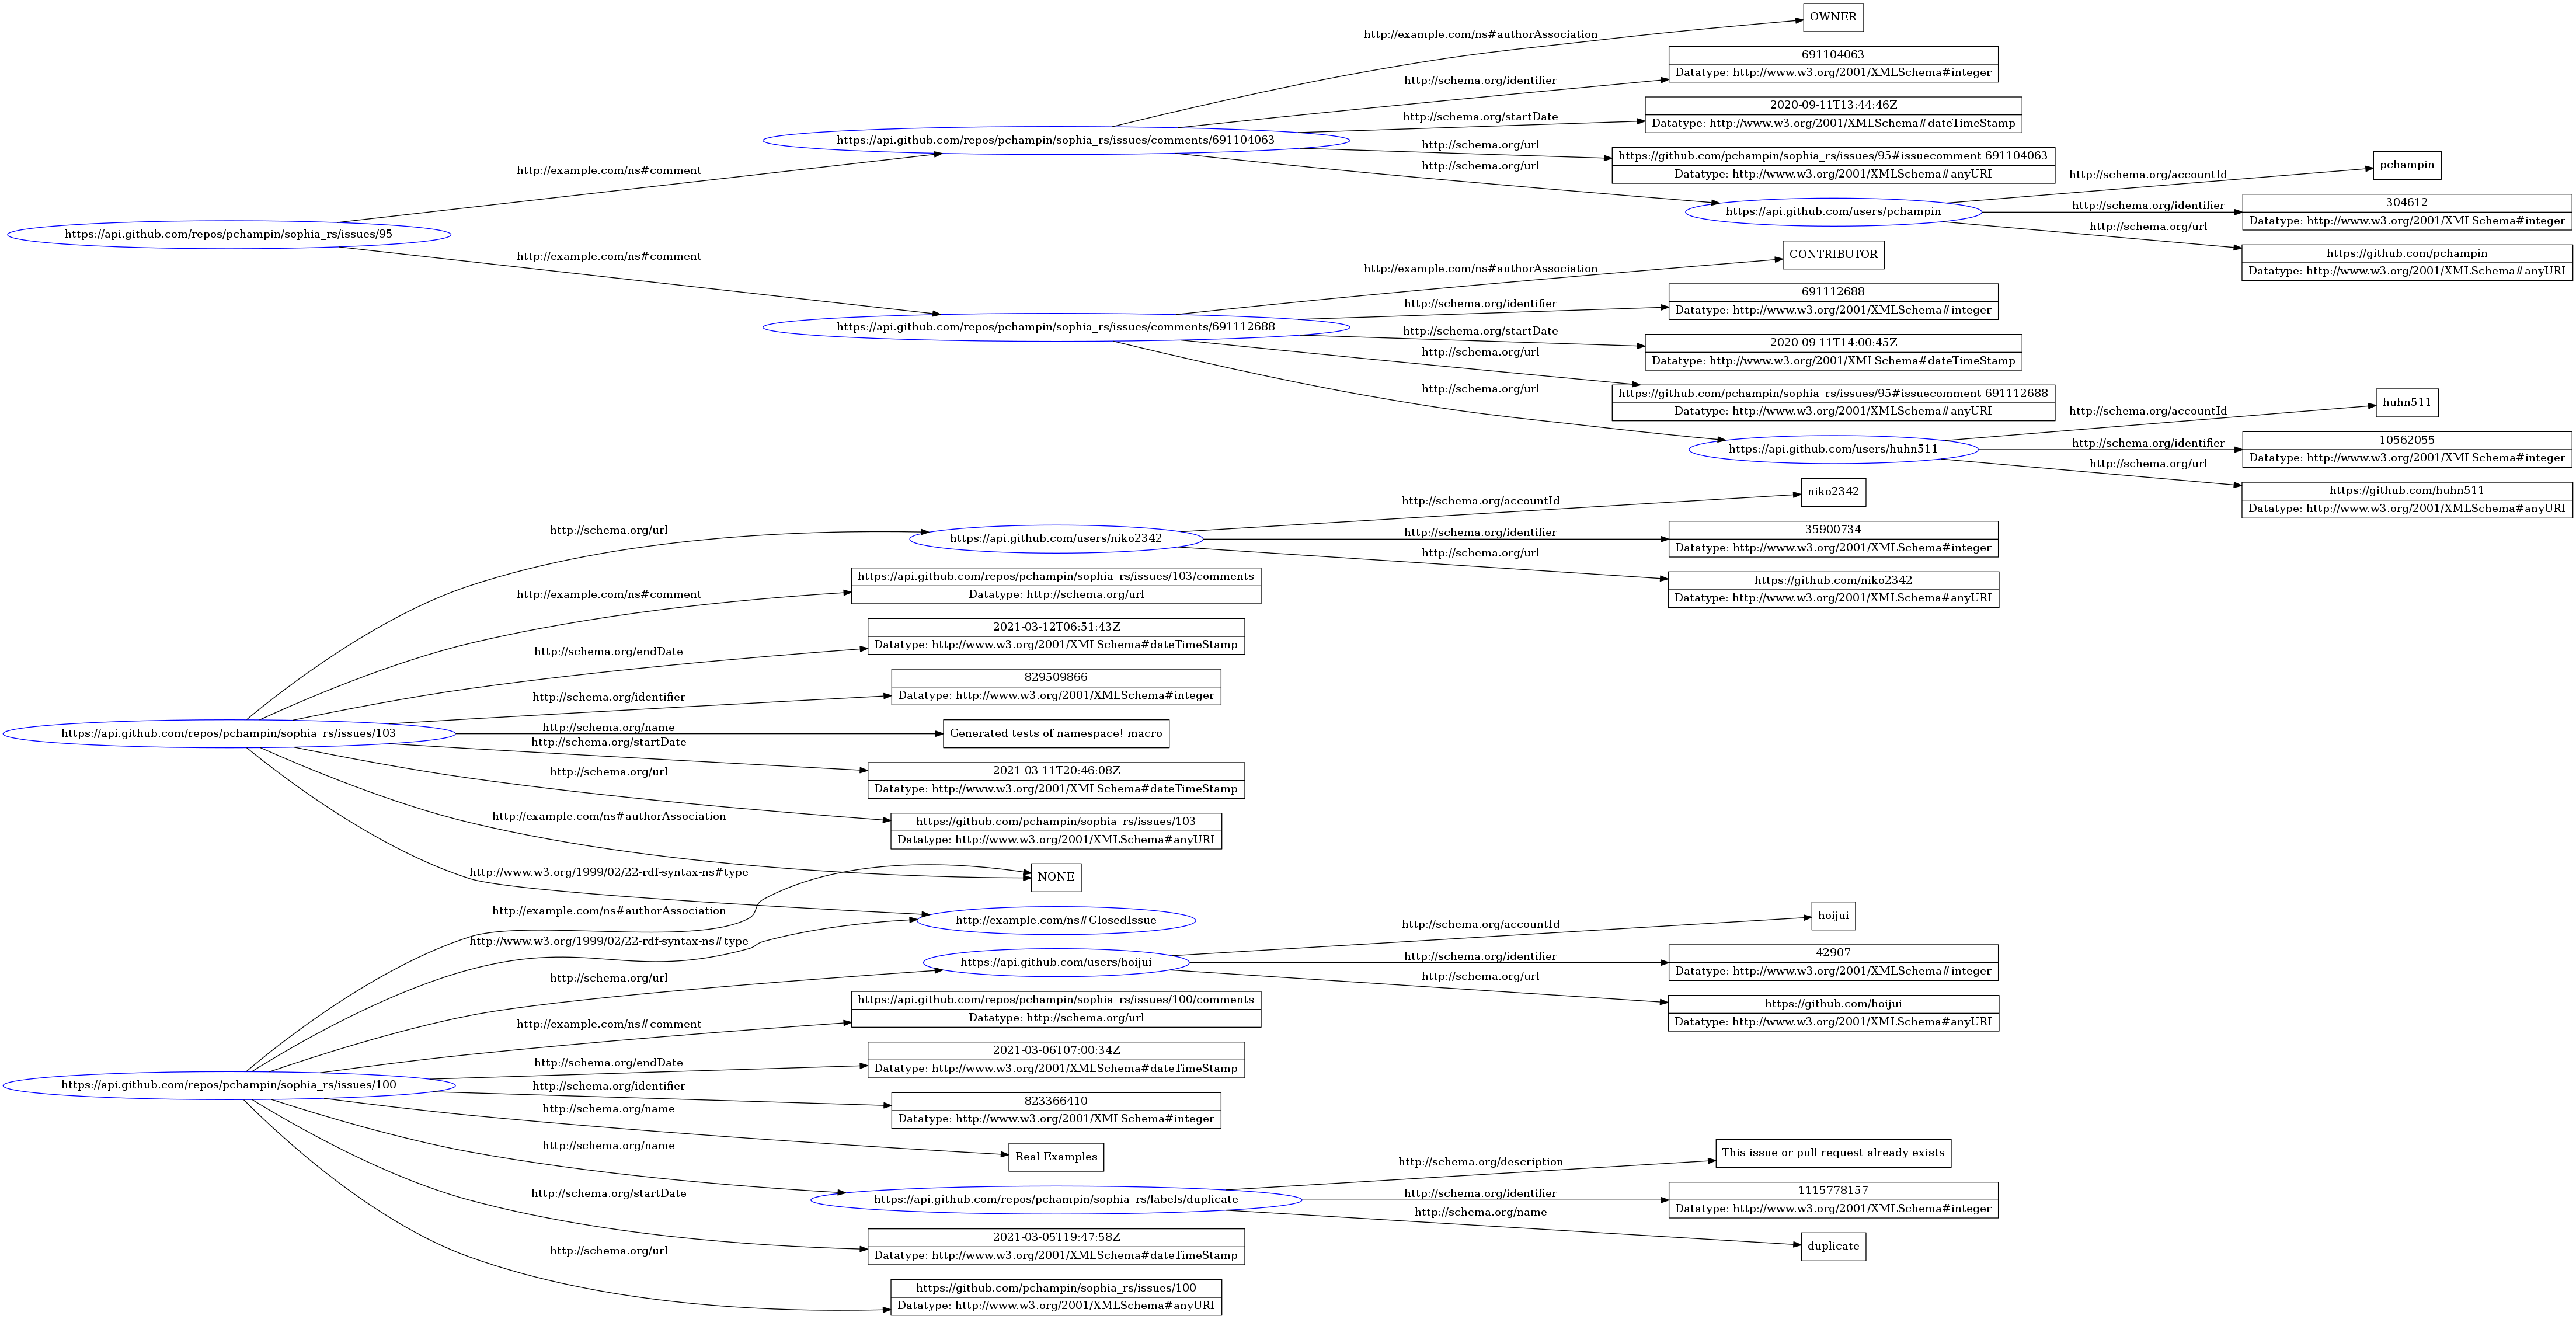 OWNER
http://example.com/ns#authorAssociation
691104063
http://schema.org/identifier
Datatype: http://www.w3.org/2001/XMLSchema#integer
2020-09-11T13:44:46Z
http://schema.org/startDate
Datatype: http://www.w3.org/2001/XMLSchema#dateTimeStamp
https://api.github.com/repos/pchampin/sophia_rs/issues/comments/691104063
http://schema.org/url
https://github.com/pchampin/sophia_rs/issues/95#issuecomment-691104063
Datatype: http://www.w3.org/2001/XMLSchema#anyURI
http://schema.org/url
http://example.com/ns#comment
pchampin
http://schema.org/accountId
https://api.github.com/users/pchampin
http://schema.org/identifier
304612
Datatype: http://www.w3.org/2001/XMLSchema#integer
http://schema.org/url
https://github.com/pchampin
Datatype: http://www.w3.org/2001/XMLSchema#anyURI
https://api.github.com/repos/pchampin/sophia_rs/issues/95
http://example.com/ns#comment
CONTRIBUTOR
http://example.com/ns#authorAssociation
691112688
http://schema.org/identifier
Datatype: http://www.w3.org/2001/XMLSchema#integer
https://api.github.com/repos/pchampin/sophia_rs/issues/comments/691112688
http://schema.org/startDate
2020-09-11T14:00:45Z
Datatype: http://www.w3.org/2001/XMLSchema#dateTimeStamp
http://schema.org/url
https://github.com/pchampin/sophia_rs/issues/95#issuecomment-691112688
Datatype: http://www.w3.org/2001/XMLSchema#anyURI
http://schema.org/url
huhn511
http://schema.org/accountId
https://api.github.com/users/huhn511
http://schema.org/identifier
10562055
Datatype: http://www.w3.org/2001/XMLSchema#integer
http://schema.org/url
https://github.com/huhn511
Datatype: http://www.w3.org/2001/XMLSchema#anyURI
niko2342
http://schema.org/accountId
http://schema.org/url
https://api.github.com/users/niko2342
http://schema.org/identifier
35900734
Datatype: http://www.w3.org/2001/XMLSchema#integer
http://schema.org/url
https://github.com/niko2342
Datatype: http://www.w3.org/2001/XMLSchema#anyURI
http://example.com/ns#comment
https://api.github.com/repos/pchampin/sophia_rs/issues/103/comments
Datatype: http://schema.org/url
http://schema.org/endDate
2021-03-12T06:51:43Z
Datatype: http://www.w3.org/2001/XMLSchema#dateTimeStamp
http://schema.org/identifier
829509866
Datatype: http://www.w3.org/2001/XMLSchema#integer
https://api.github.com/repos/pchampin/sophia_rs/issues/103
http://schema.org/name
Generated tests of namespace! macro
http://schema.org/startDate
2021-03-11T20:46:08Z
Datatype: http://www.w3.org/2001/XMLSchema#dateTimeStamp
http://schema.org/url
https://github.com/pchampin/sophia_rs/issues/103
Datatype: http://www.w3.org/2001/XMLSchema#anyURI
http://example.com/ns#authorAssociation
NONE
http://www.w3.org/1999/02/22-rdf-syntax-ns#type
http://example.com/ns#authorAssociation
http://example.com/ns#ClosedIssue
http://www.w3.org/1999/02/22-rdf-syntax-ns#type
hoijui
http://schema.org/accountId
http://schema.org/url
https://api.github.com/users/hoijui
http://schema.org/identifier
42907
Datatype: http://www.w3.org/2001/XMLSchema#integer
http://schema.org/url
https://github.com/hoijui
Datatype: http://www.w3.org/2001/XMLSchema#anyURI
http://example.com/ns#comment
https://api.github.com/repos/pchampin/sophia_rs/issues/100/comments
Datatype: http://schema.org/url
http://schema.org/endDate
2021-03-06T07:00:34Z
Datatype: http://www.w3.org/2001/XMLSchema#dateTimeStamp
https://api.github.com/repos/pchampin/sophia_rs/issues/100
http://schema.org/identifier
823366410
Datatype: http://www.w3.org/2001/XMLSchema#integer
http://schema.org/name
Real Examples
http://schema.org/name
https://api.github.com/repos/pchampin/sophia_rs/labels/duplicate
http://schema.org/description
This issue or pull request already exists
http://schema.org/identifier
1115778157
Datatype: http://www.w3.org/2001/XMLSchema#integer
http://schema.org/name
duplicate
http://schema.org/startDate
2021-03-05T19:47:58Z
Datatype: http://www.w3.org/2001/XMLSchema#dateTimeStamp
http://schema.org/url
https://github.com/pchampin/sophia_rs/issues/100
Datatype: http://www.w3.org/2001/XMLSchema#anyURI